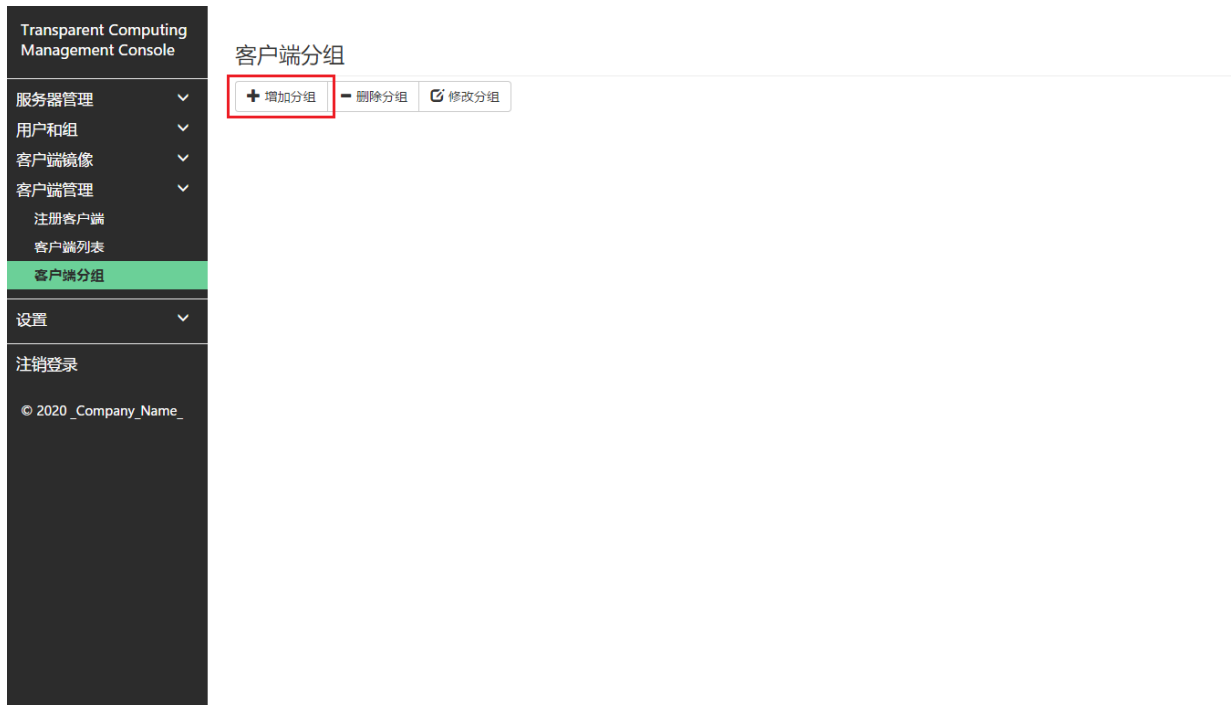 Transparent Computing
Management Console
客户端分组
增加分组 删除分组 修改分组
服务器管理
用户和组
客户端镜像
客户端管理
注册客户端
客户端列表
客户端分组
设置
注销登录
© 2020 _Company_Name_